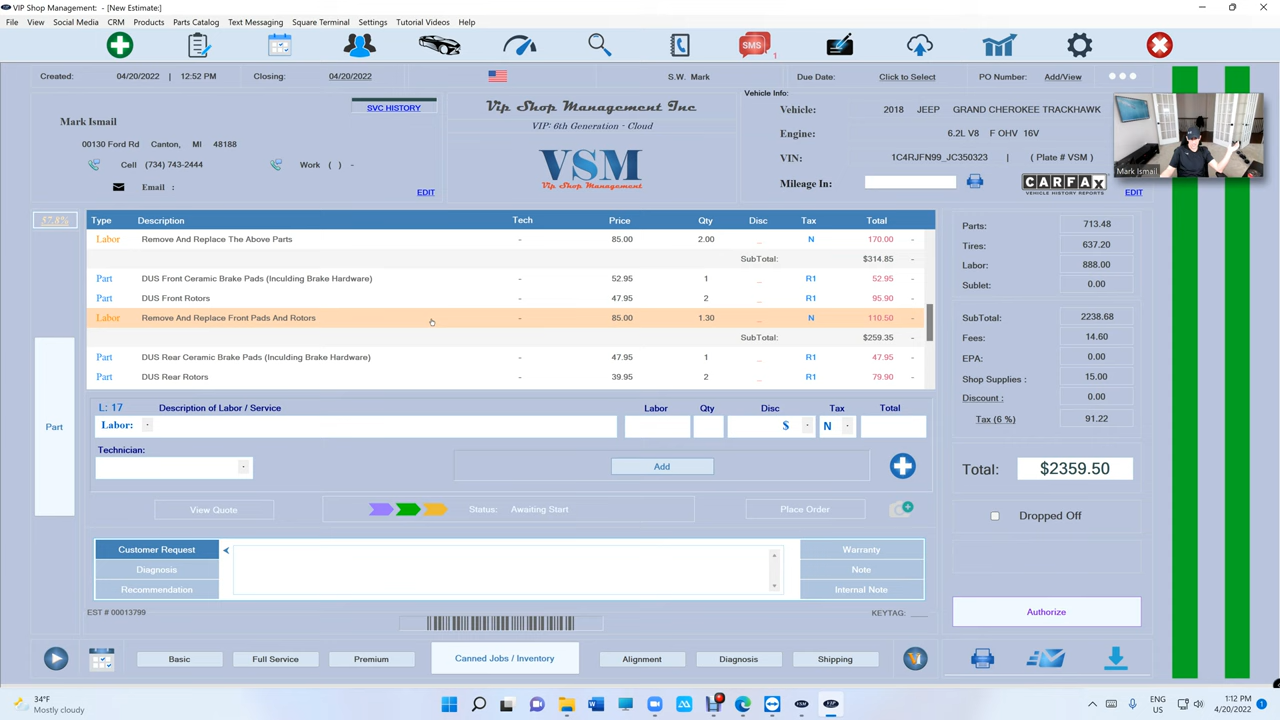 VIP Shop Management: - [New Estimate:]
File View Social Media CRM Products Parts Catalog Text Messaging Square Terminal Settings Tutorial Videos Help
SMS 1
Created: 04/20/2022 | 12:52 PM Closing: 04/20/2022 S.W. Mark Due Date: Click to Select PO Number: Add/View
SVC HISTORY
Mark Ismail
00130 Ford Rd Canton, MI 48188
Cell (734) 743-2444 Work ( ) -
Email :
EDIT
Vip Shop Management Inc
VIP: 6th Generation - Cloud
VSM
Vip Shop Management
Vehicle Info:
Vehicle: 2018 JEEP GRAND CHEROKEE TRACKHAWK
Engine: 6.2L V8 F OHV 16V
VIN: 1C4RJFN99_JC350323 | ( Plate # VSM )
Mileage In: CARFAX
VEHICLE HISTORY REPORTS
EDIT
Mark Ismail
57.8%
Type Description Tech Price Qty Disc Tax Total
Labor Remove And Replace The Above Parts - 85.00 2.00 _ N 170.00 -
SubTotal: $314.85 -
Part DUS Front Ceramic Brake Pads (Inculding Brake Hardware) - 52.95 1 _ R1 52.95 -
Part DUS Front Rotors - 47.95 2 _ R1 95.90 -
Labor Remove And Replace Front Pads And Rotors - 85.00 1.30 _ N 110.50 -
SubTotal: $259.35 -
Part DUS Rear Ceramic Brake Pads (Inculding Brake Hardware) - 47.95 1 _ R1 47.95 -
Part DUS Rear Rotors - 39.95 2 _ R1 79.90 -
Part
L: 17 Description of Labor / Service Labor Qty Disc Tax Total
Labor: $ N
Technician:
Add
View Quote Status: Awaiting Start Place Order
Customer Request
Diagnosis
Recommendation
Warranty
Note
Internal Note
EST # 00013799 KEYTAG: ____
Parts: 713.48
Tires: 637.20
Labor: 888.00
Sublet: 0.00
SubTotal: 2238.68
Fees: 14.60
EPA: 0.00
Shop Supplies : 15.00
Discount : 0.00
Tax (6 %) 91.22
Total: $2359.50
Dropped Off
Authorize
Basic Full Service Premium Canned Jobs / Inventory Alignment Diagnosis Shipping
34°F
Mostly cloudy
ENG
US
1:12 PM
4/20/2022